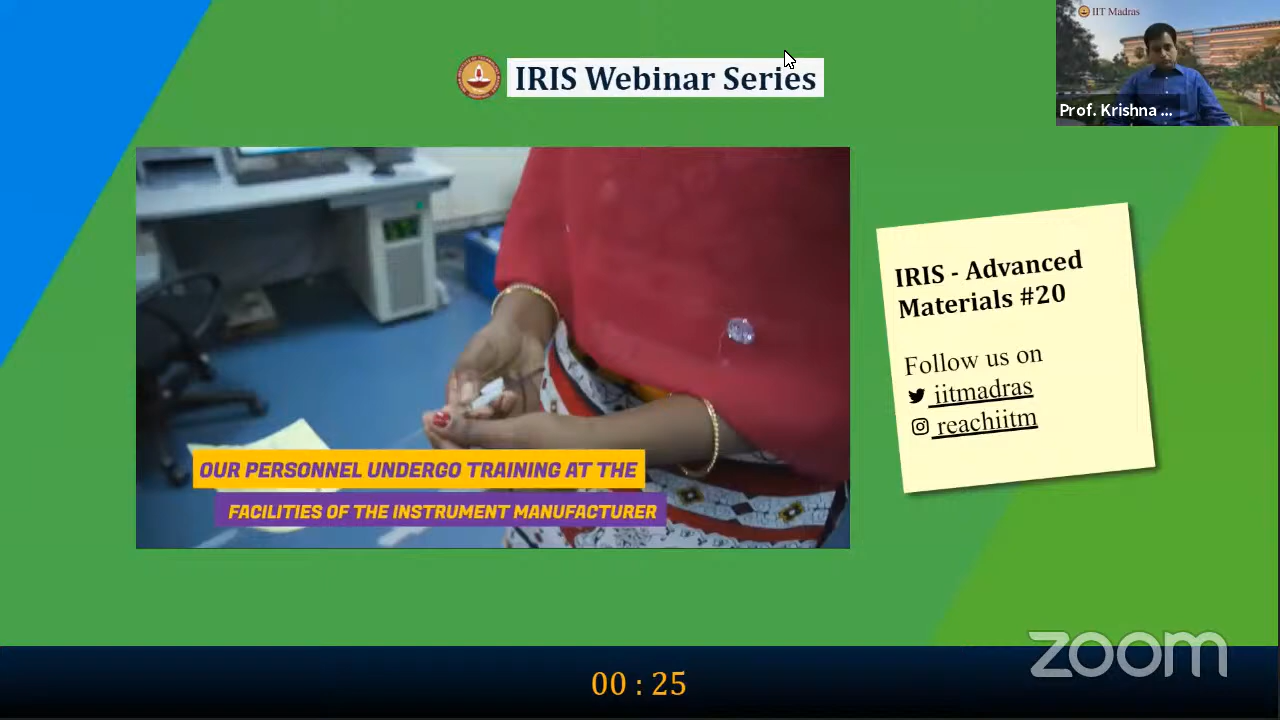 IIT Madras
IRIS Webinar Series
Prof. Krishna ...
OUR PERSONNEL UNDERGO TRAINING AT THE
FACILITIES OF THE INSTRUMENT MANUFACTURER
IRIS - Advanced
Materials #20
Follow us on
iitmadras
reachiitm
zoom
00 : 25